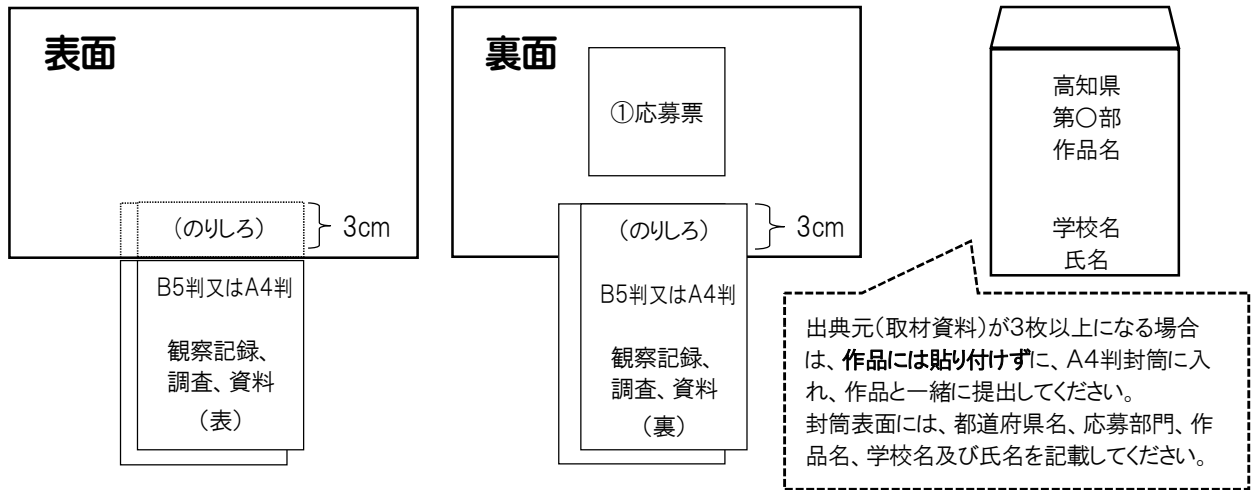 表面
(のりしろ)
3cm
B5判又はA4判
観察記録、
調査、資料
(表)
裏面
①応募票
(のりしろ)
3cm
B5判又はA4判
観察記録、
調査、資料
(裏)
高知県
第○部
作品名
学校名
氏名
出典元(取材資料)が3枚以上になる場合
は、作品には貼り付けずに、A4判封筒に入
れ、作品と一緒に提出してください。
封筒表面には、都道府県名、応募部門、作
品名、学校名及び氏名を記載してください。